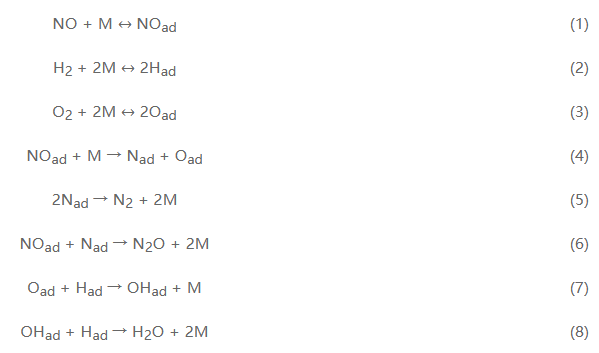 NO + M ↔ NOad (1)
H2 + 2M ↔ 2Had (2)
O2 + 2M ↔ 2Oad (3)
NOad + M → Nad + Oad (4)
2Nad → N2 + 2M (5)
NOad + Nad → N2O + 2M (6)
Oad + Had → OHad + M (7)
OHad + Had → H2O + 2M (8)